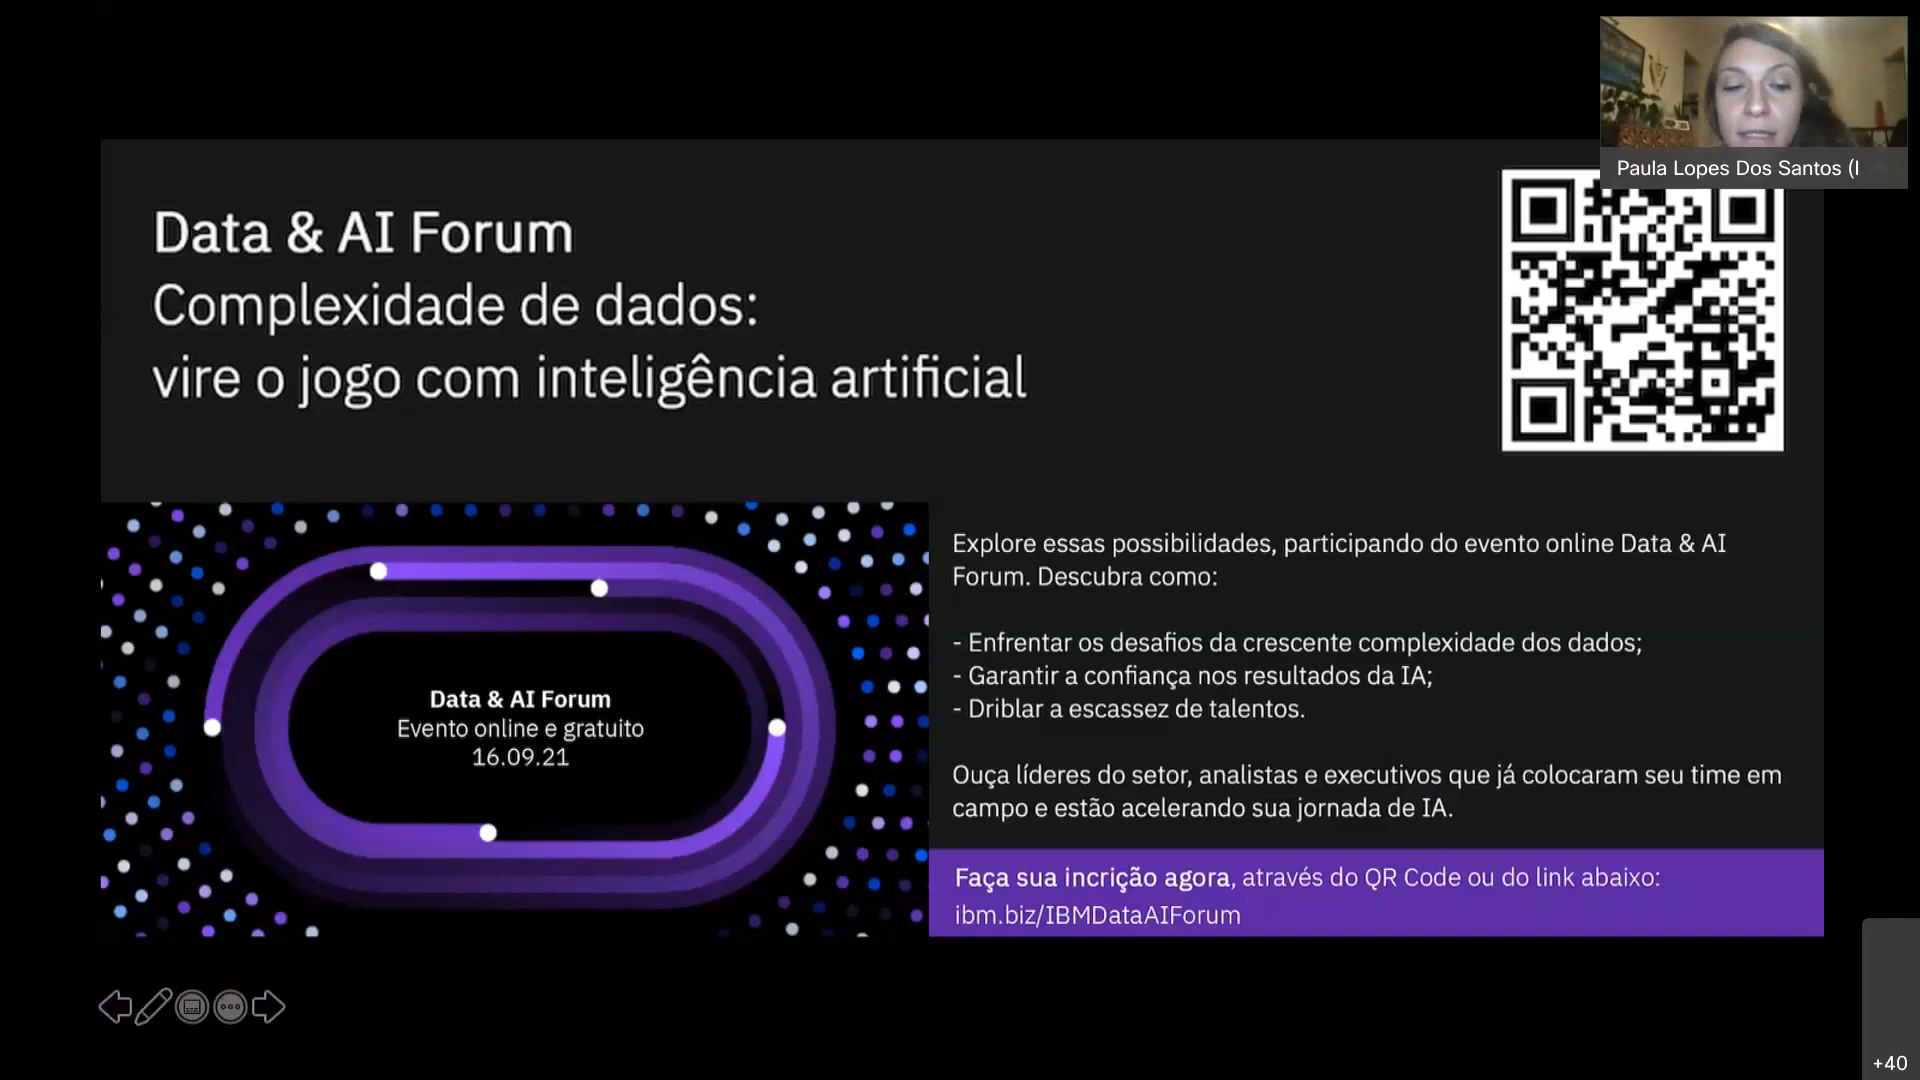 Paula Lopes Dos Santos (I
Data & AI Forum
Complexidade de dados:
vire o jogo com inteligência artificial
Data & AI Forum
Evento online e gratuito
16.09.21
Explore essas possibilidades, participando do evento online Data & AI
Forum. Descubra como:
- Enfrentar os desafios da crescente complexidade dos dados;
- Garantir a confiança nos resultados da IA;
- Driblar a escassez de talentos.
Ouça líderes do setor, analistas e executivos que já colocaram seu time em
campo e estão acelerando sua jornada de IA.
Faça sua incrição agora, através do QR Code ou do link abaixo:
ibm.biz/IBMDataAIForum
+40